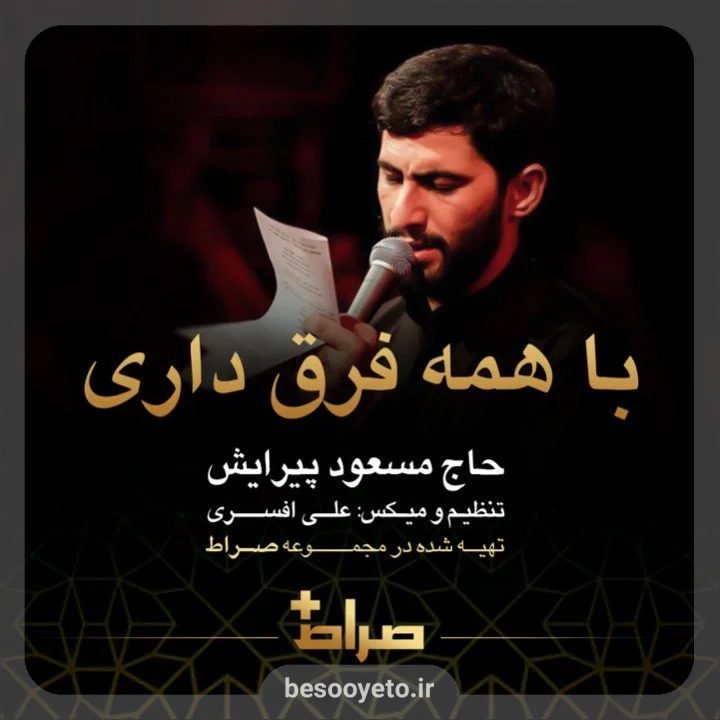 با همه فرق داری
حاج مسعود پیرایش
تنظیم و میکس: علی افسری
تهیه شده در مجموعه صراط
صراط+
besooyeto.ir